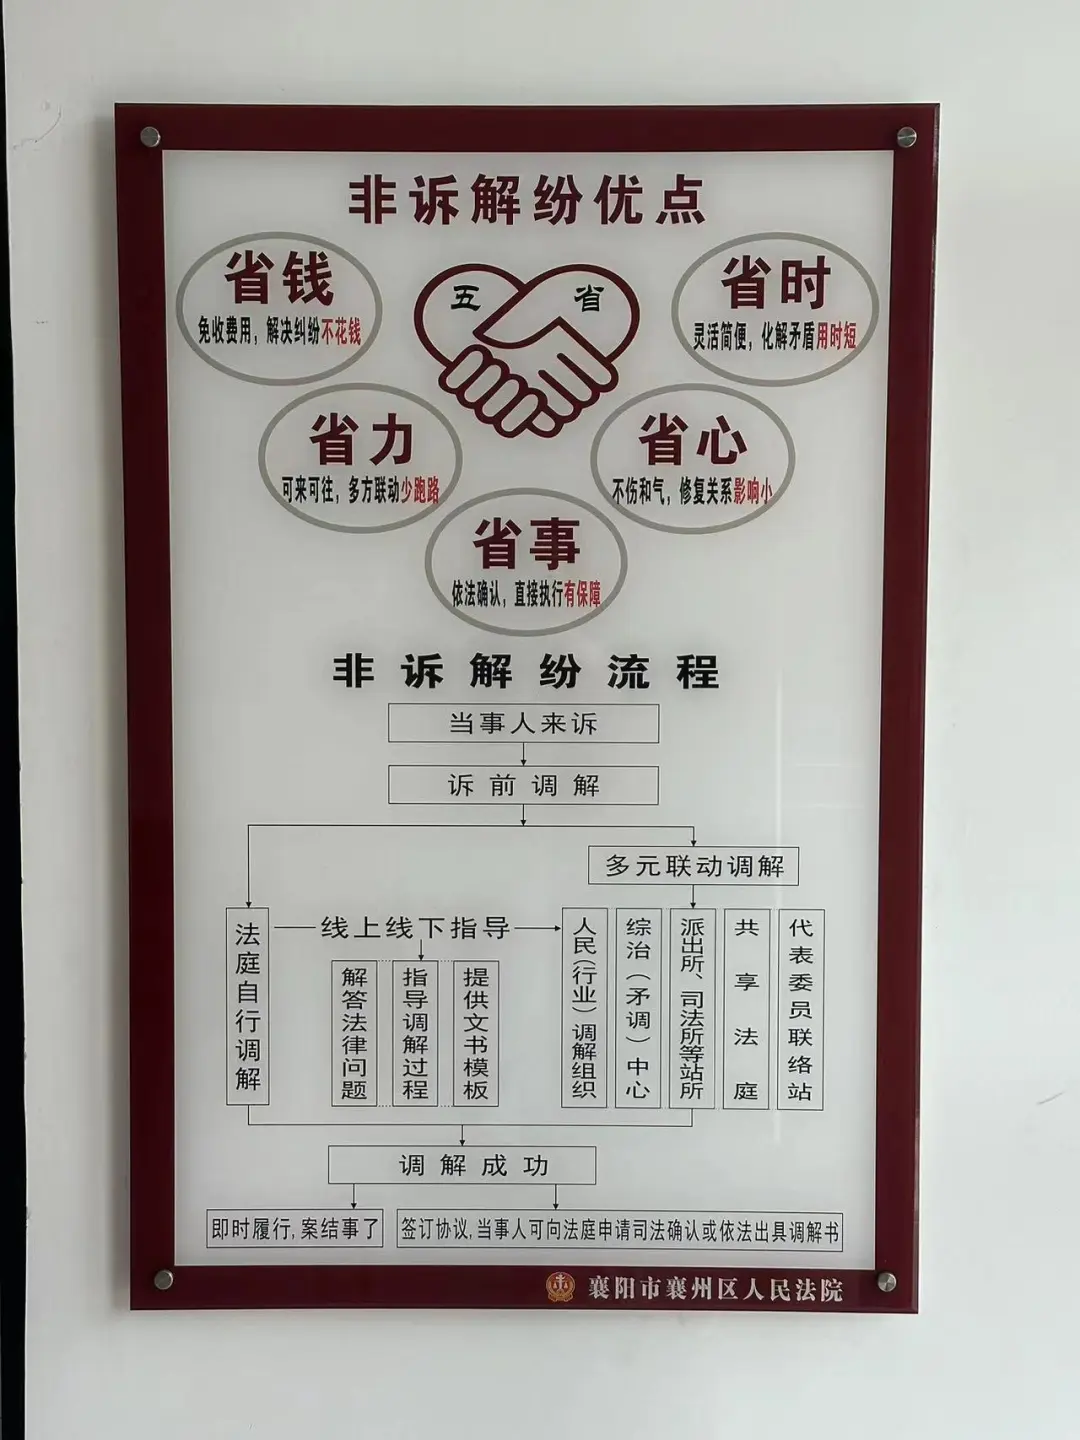 非诉解纷优点
五 省
省钱
免收费用，解决纠纷不花钱
省时
灵活简便，化解矛盾用时短
省力
可来可往，多方联动少跑路
省心
不伤和气，修复关系影响小
省事
依法确认，直接执行有保障
非诉解纷流程
当事人来诉
诉前调解
多元联动调解
法庭自行调解
线上线下指导
解答法律问题
指导调解过程
提供文书模板
人民（行业）调解组织
综治（矛调）中心
派出所、司法所等站所
共享法庭
代表委员联络站
调解成功
即时履行,案结事了
签订协议,当事人可向法庭申请司法确认或依法出具调解书
襄阳市襄州区人民法院